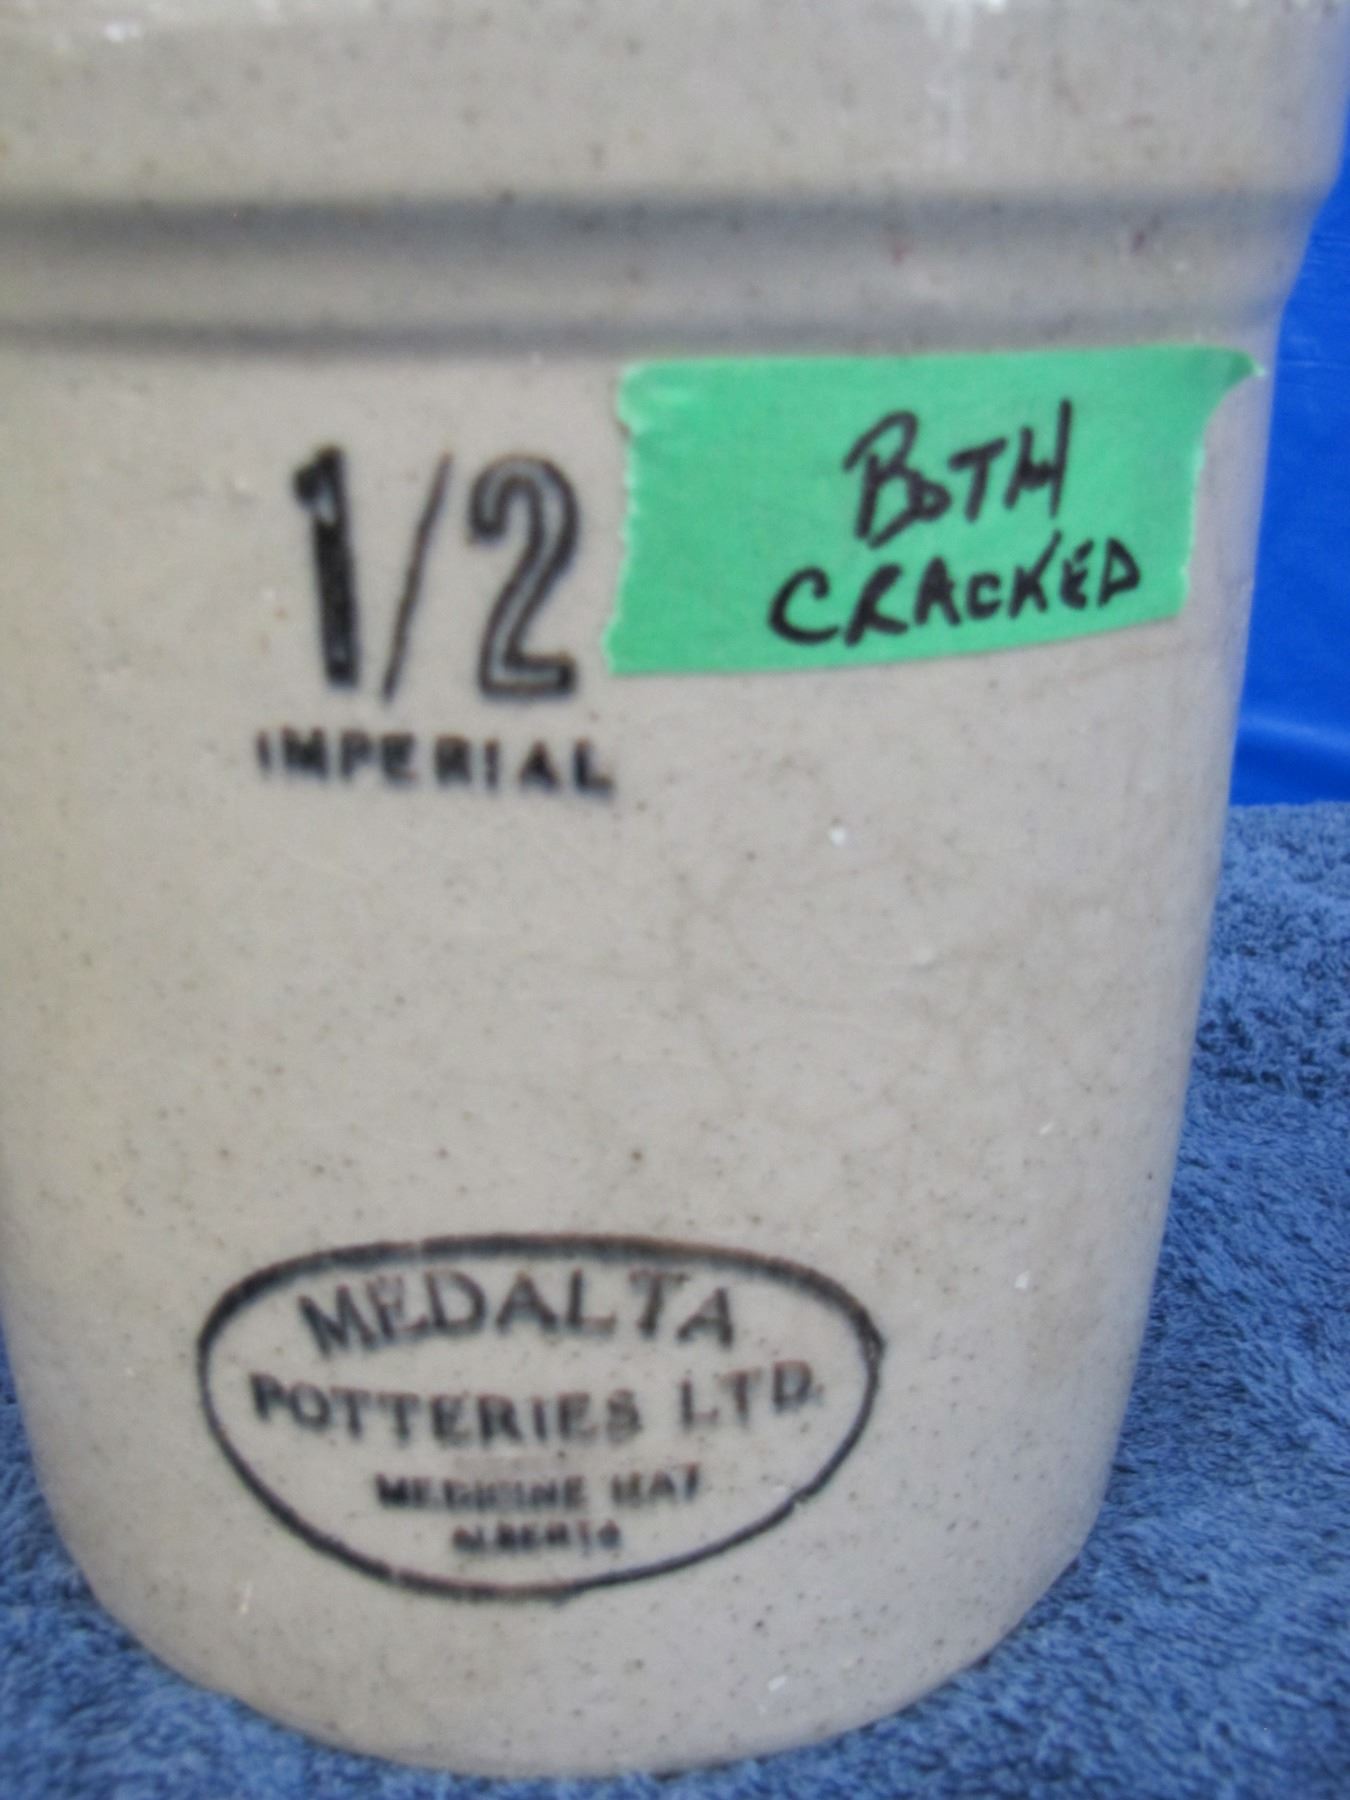 1/2
IMPERIAL
BOTH
CRACKED
MEDALTA
POTTERIES LTD.
MEDICINE HAT
ALBERTA